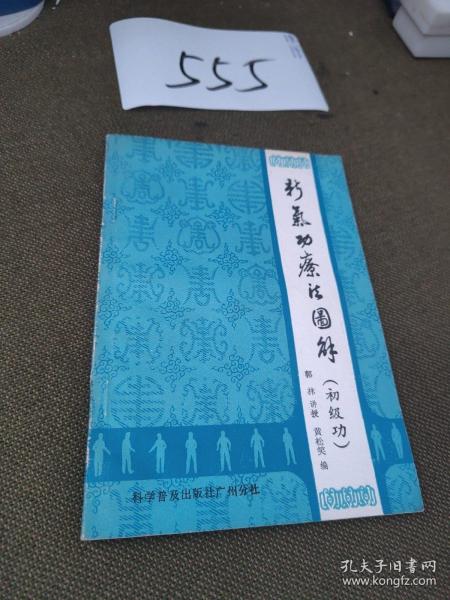 555
新氣功療法圖解
(初级功)
郭林讲授 黄松笑 编
科学普及出版社广州分社
孔夫子旧书网
www.kongfz.com